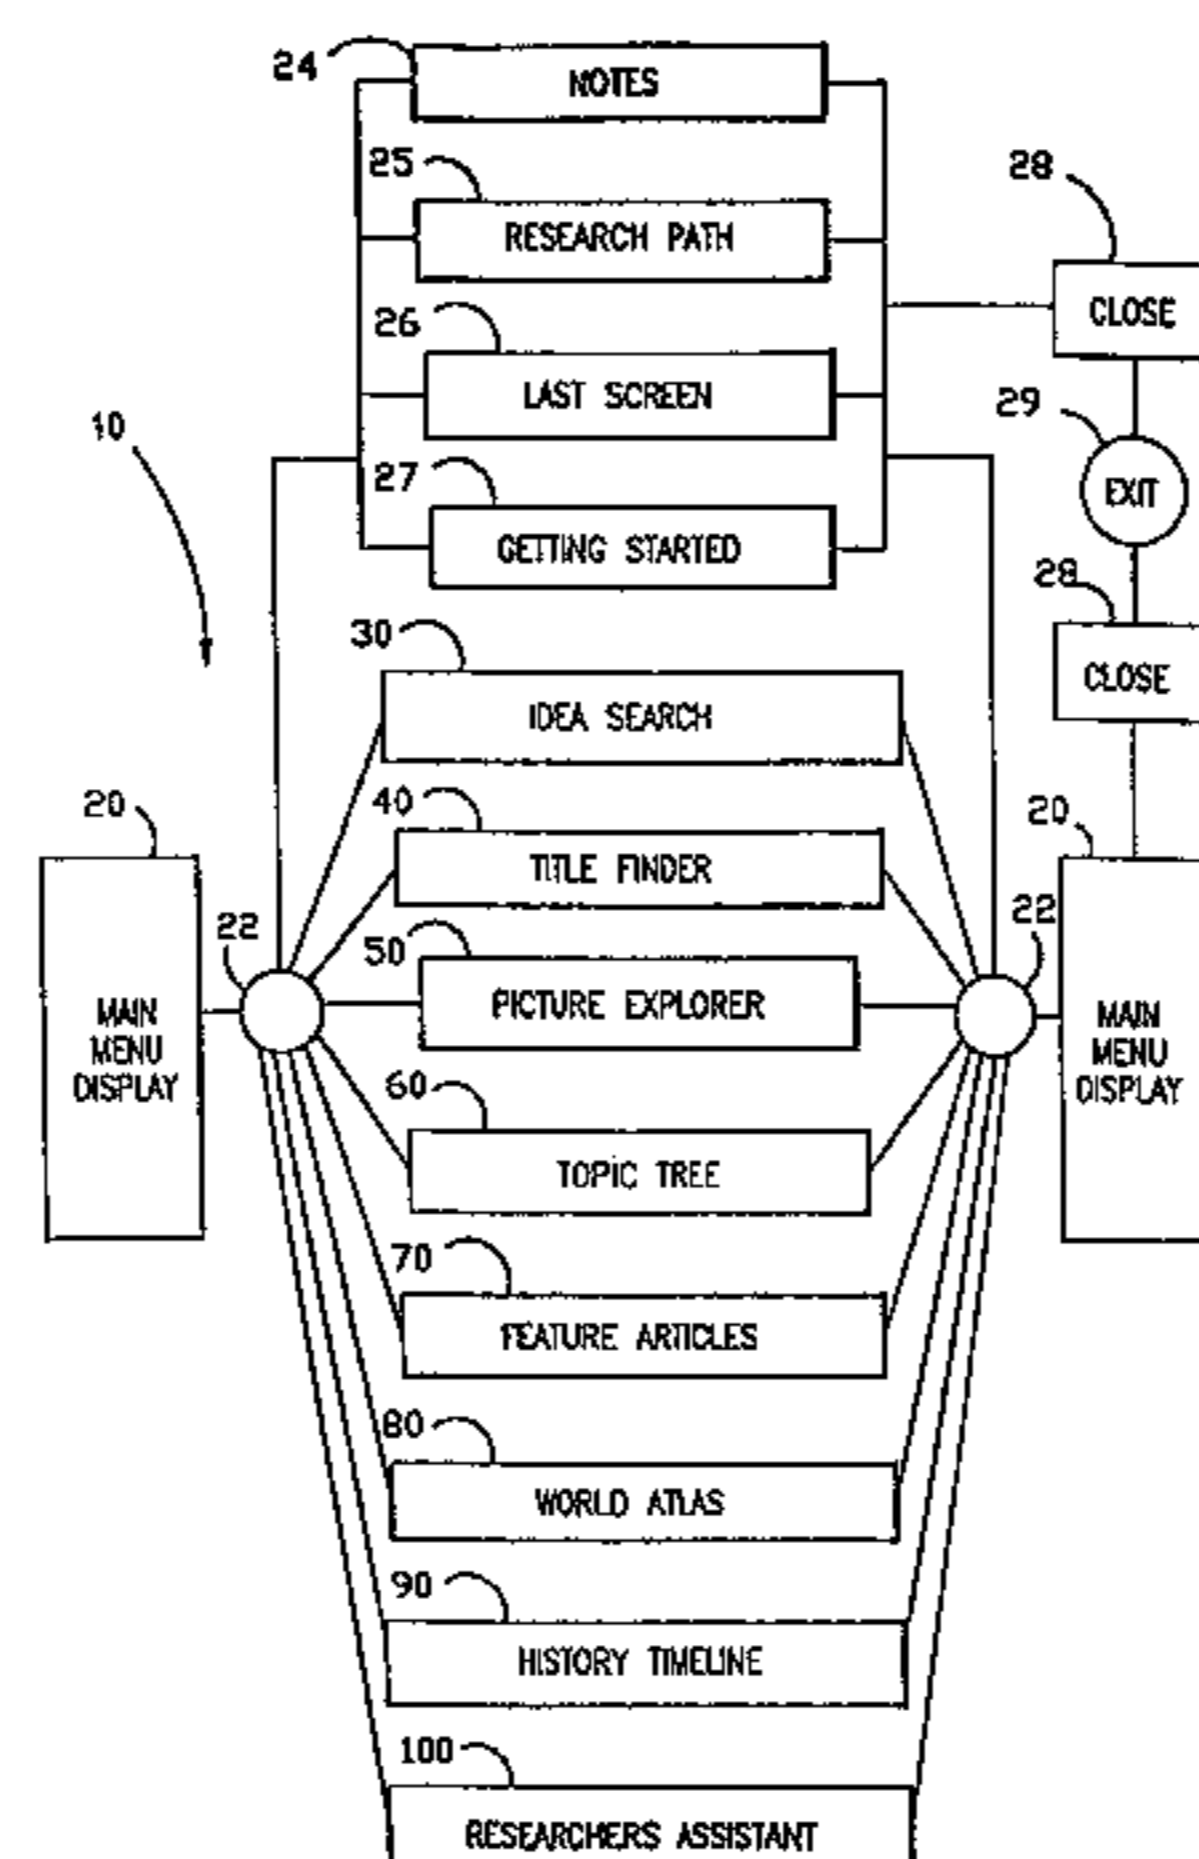 24
NOTES
25
RESEARCH PATH
28
CLOSE
26
LAST SCREEN
29
EXIT
10
27
GETTING STARTED
28
CLOSE
30
IDEA SEARCH
20
40
TITLE FINDER
20
22
22
50
PICTURE EXPLORER
MAIN
MENU
DISPLAY
MAIN
MENU
DISPLAY
60
TOPIC TREE
70
FEATURE ARTICLES
80
WORLD ATLAS
90
HISTORY TIMELINE
100
RESEARCHERS ASSISTANT